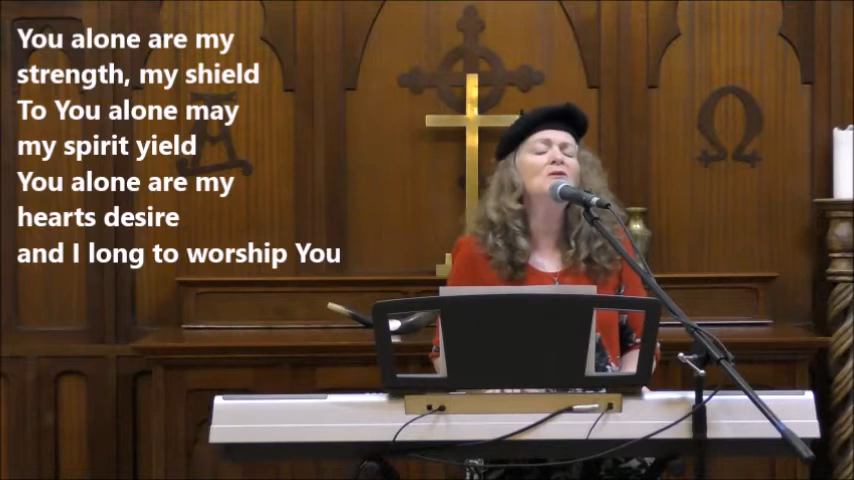 You alone are my
strength, my shield
To You alone may
my spirit yield
You alone are my
hearts desire
and I long to worship You
Α
Ω